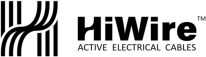 HiWire™
ACTIVE ELECTRICAL CABLES